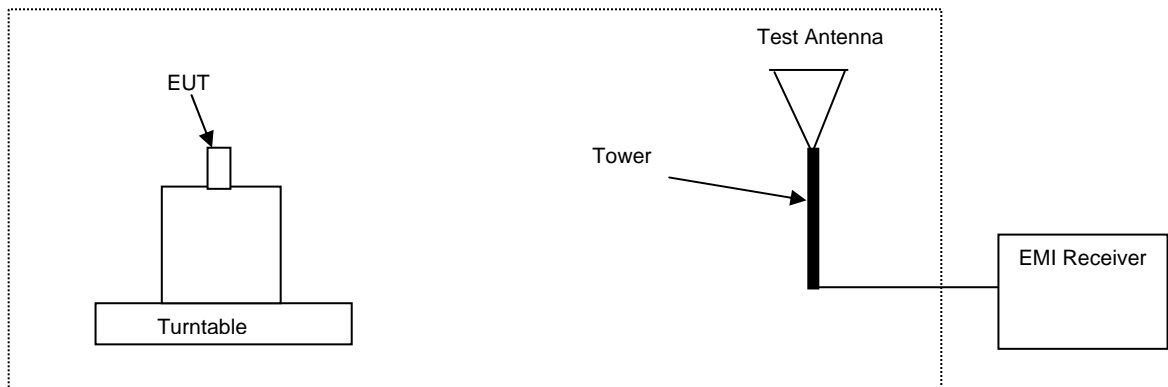 Test Antenna
EUT
Tower
EMI Receiver
Turntable